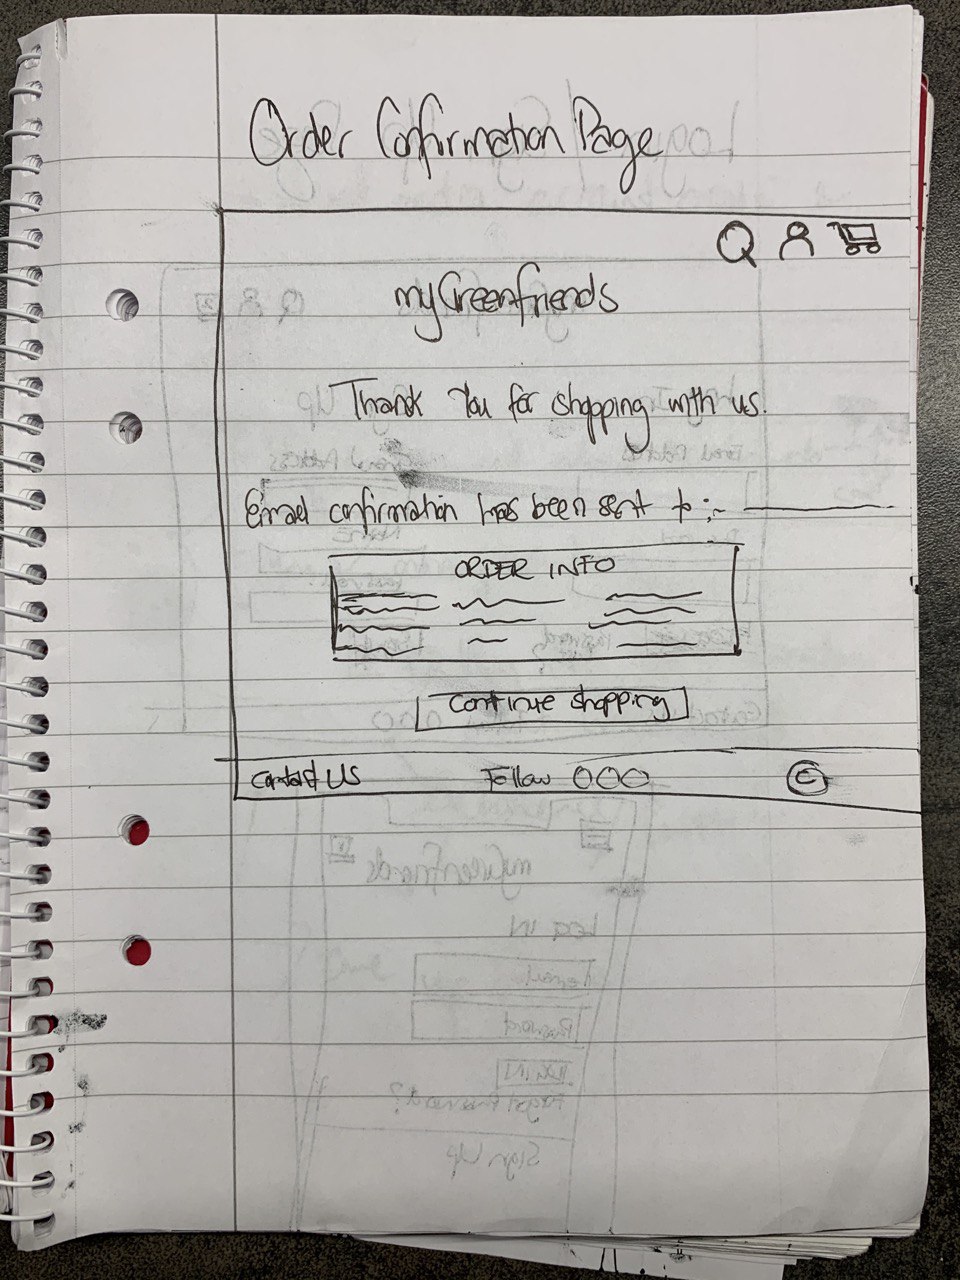 Order Confirmation Page
myGreenfriends
Thank You for shopping with us.
Email confirmation has been sent to :-
ORDER INFO
Continue shopping
Contact Us Follow ©